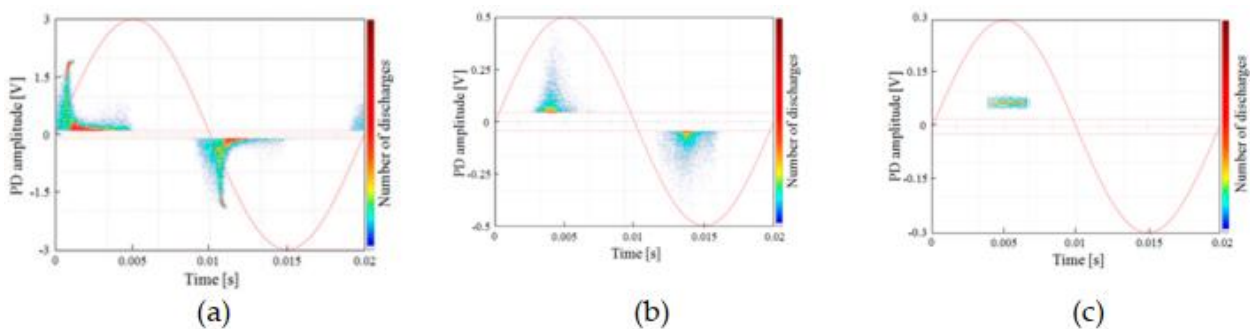 3
1.5
0
-1.5
-3
PD amplitude [V]
0
0.005
0.01
0.015
0.02
Time [s]
Number of discharges
(a)
0.5
0.25
0
-0.25
-0.5
PD amplitude [V]
0
0.005
0.01
0.015
0.02
Time [s]
Number of discharges
(b)
0.3
0.15
0
-0.15
-0.3
PD amplitude [V]
0
0.005
0.01
0.015
0.02
Time [s]
Number of discharges
(c)